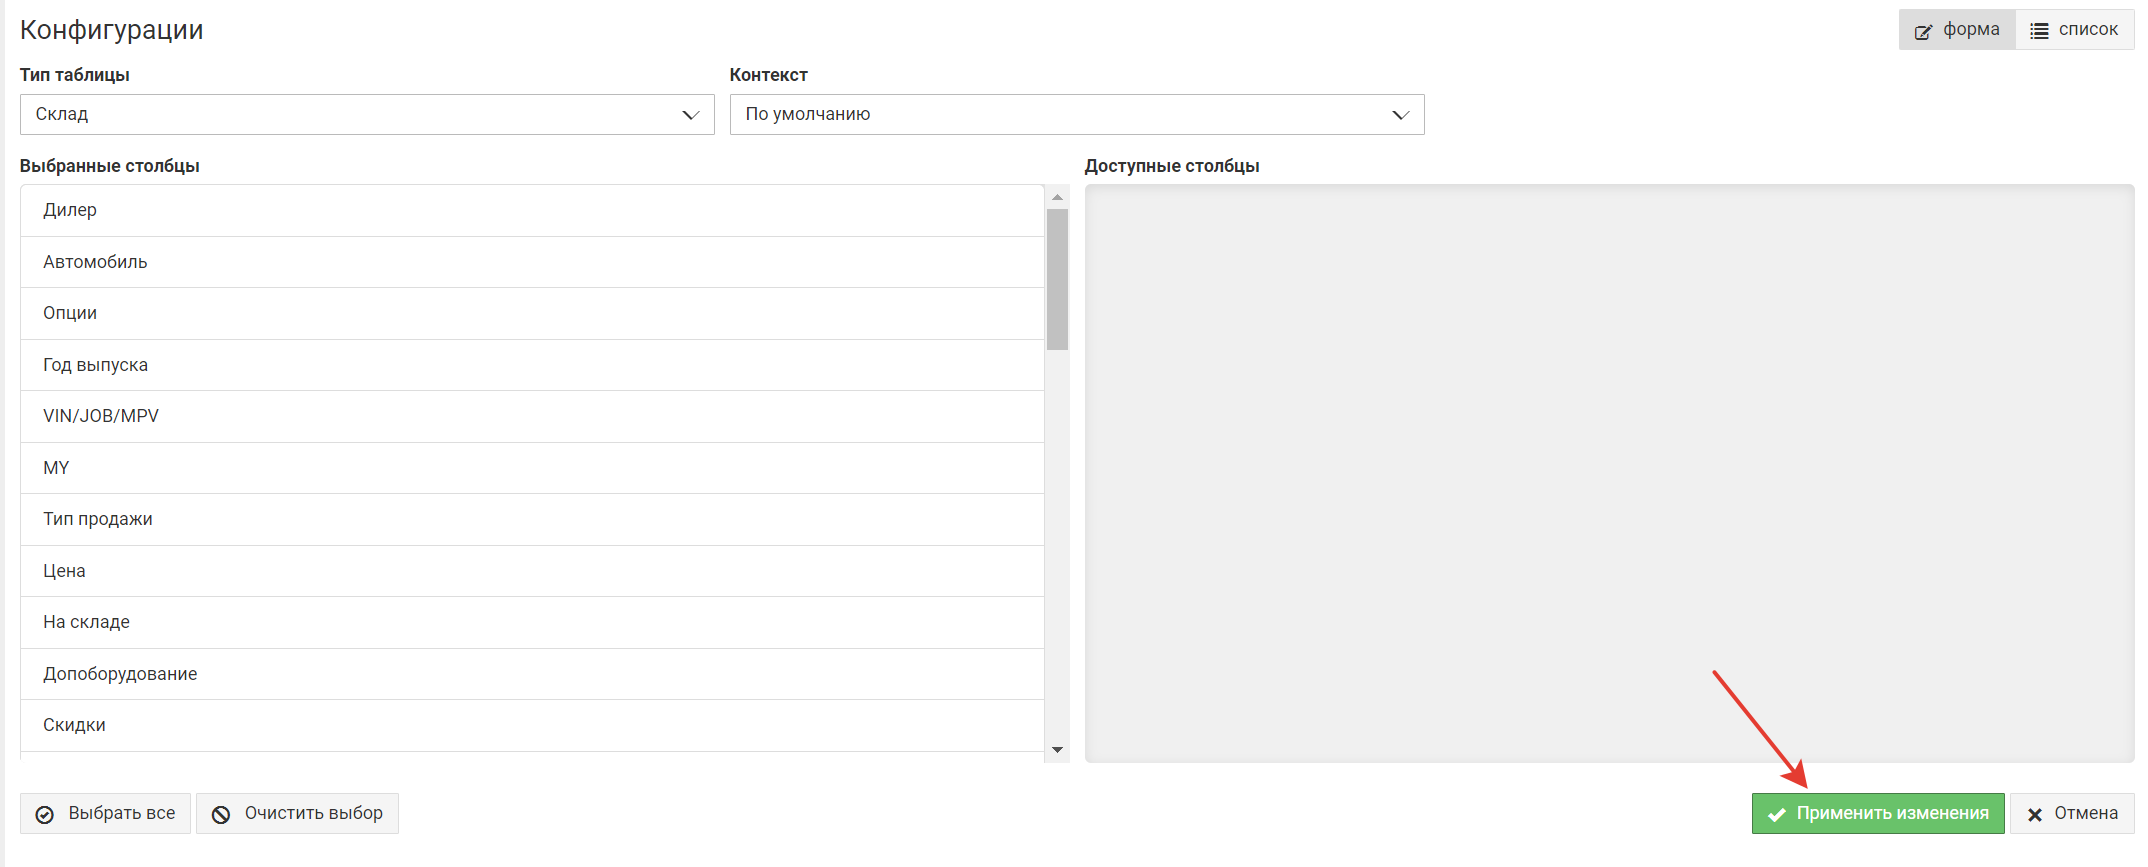 Конфигурации
форма
список
Тип таблицы
Контекст
Склад
По умолчанию
Выбранные столбцы
Доступные столбцы
Дилер
Автомобиль
Опции
Год выпуска
VIN/JOB/MPV
MY
Тип продажи
Цена
На складе
Допоборудование
Скидки
Выбрать все
Очистить выбор
Применить изменения
Отмена